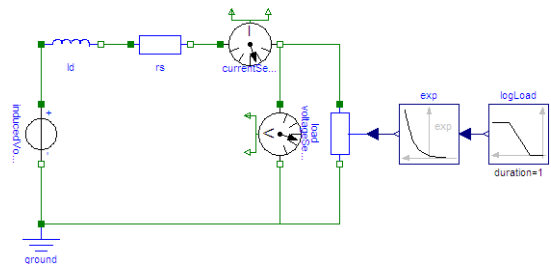 ld
rs
currentSe...
inducedVo...
+
-
load
voltageSe...
exp
exp
logLoad
duration=1
ground